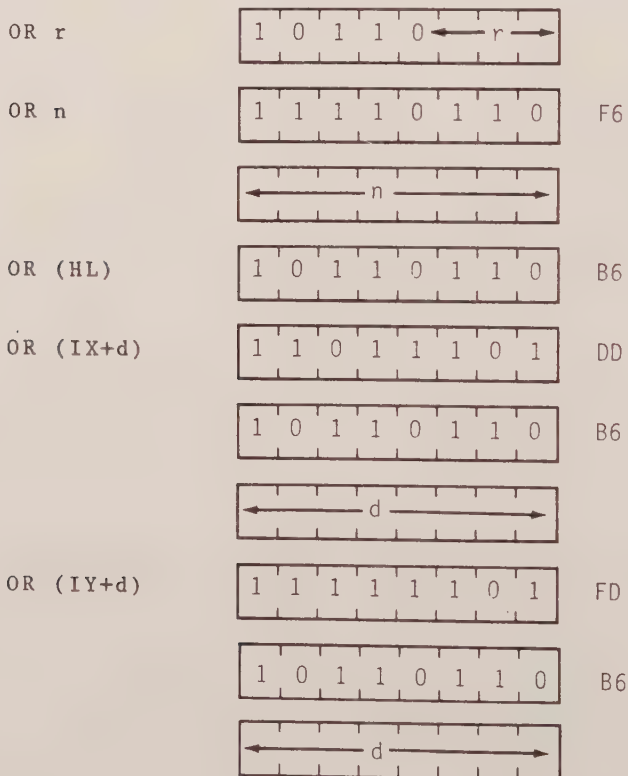 OR r 1 0 1 1 0 r
OR n 1 1 1 1 0 1 1 0 F6
n
OR (HL) 1 0 1 1 0 1 1 0 B6
OR (IX+d) 1 1 0 1 1 1 0 1 DD
1 0 1 1 0 1 1 0 B6
d
OR (IY+d) 1 1 1 1 1 1 0 1 FD
1 0 1 1 0 1 1 0 B6
d